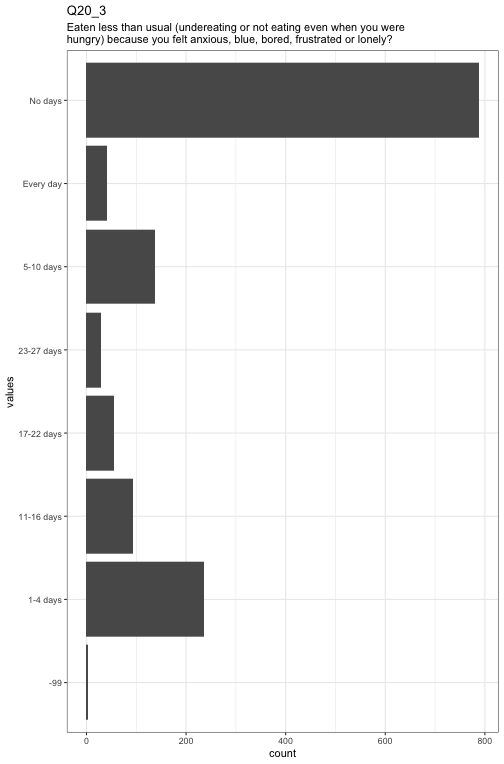 Q20_3
Eaten less than usual (undereating or not eating even when you were
hungry) because you felt anxious, blue, bored, frustrated or lonely?
No days
Every day
5-10 days
23-27 days
17-22 days
11-16 days
1-4 days
-99
values
0 200 400 600 800
count